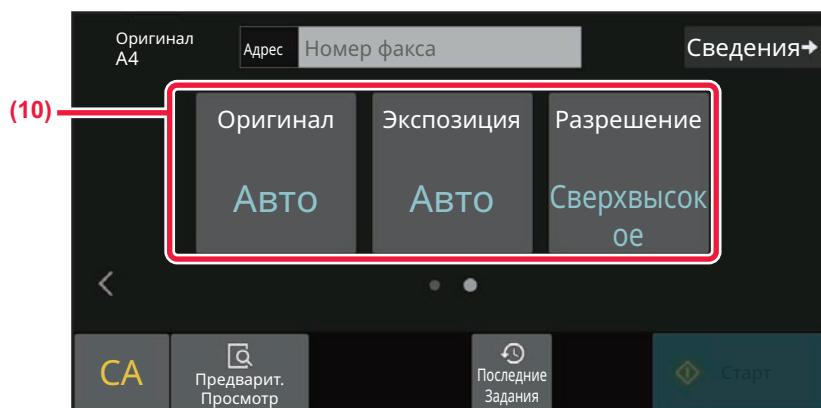 Оригинал
A4
Адрес
Номер факса
Сведения
(10)
Оригинал
Экспозиция
Разрешение
Авто
Авто
Сверхвысок
ое
CA
Предварит.
Просмотр
Последние
Задания
Старт